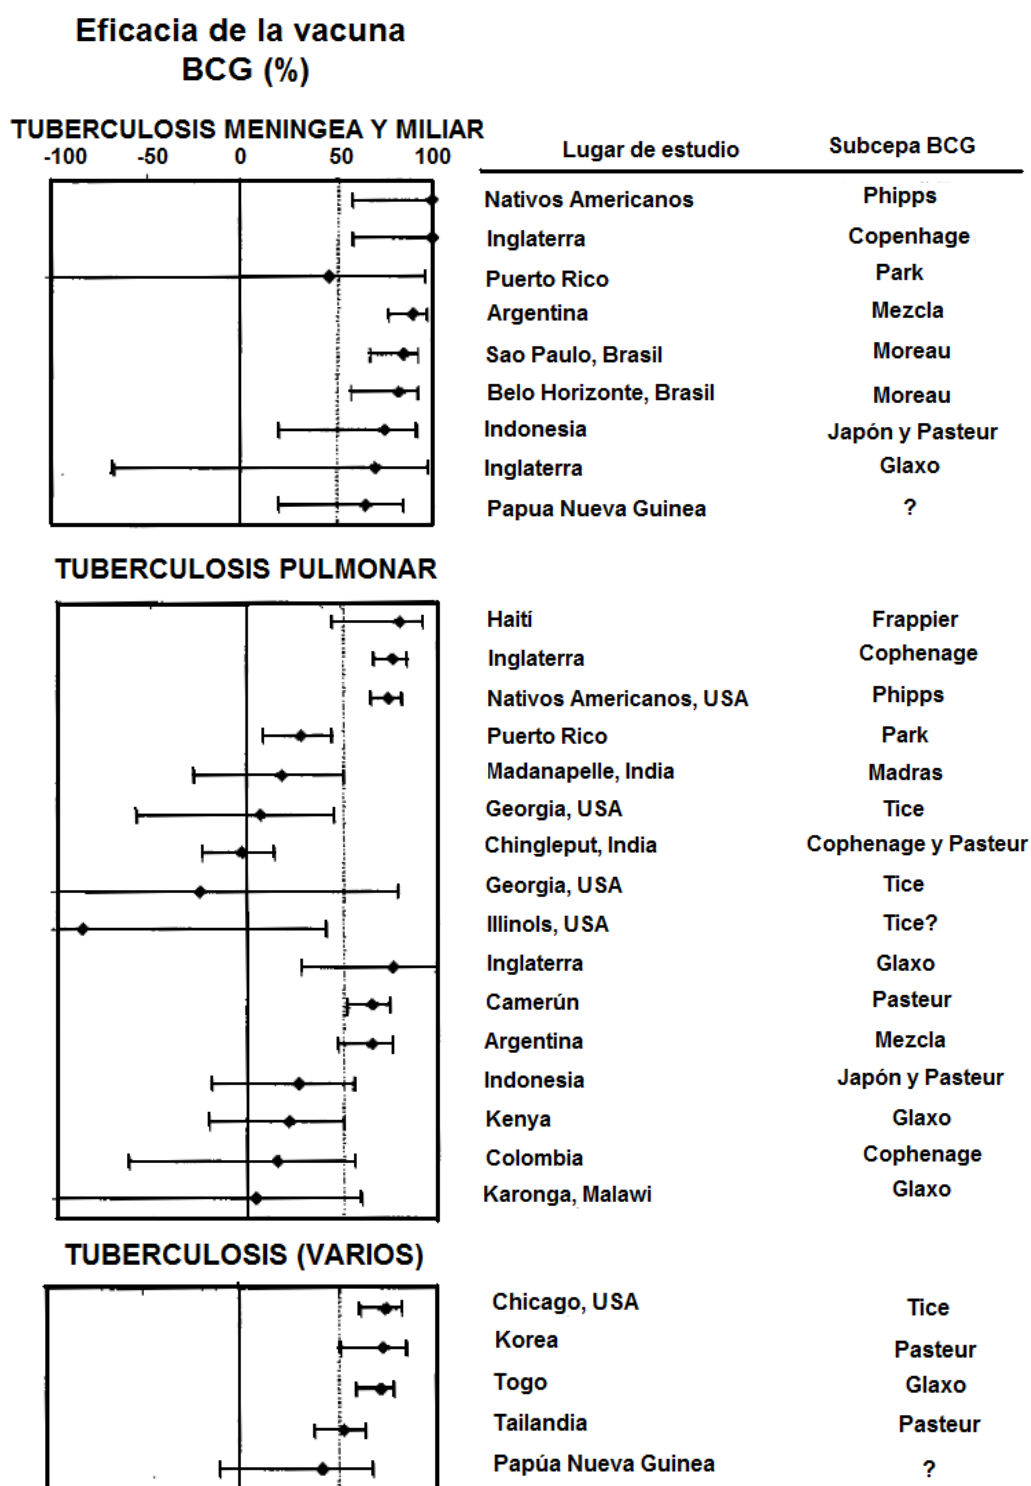 Eficacia de la vacuna
BCG (%)
TUBERCULOSIS MENINGEA Y MILIAR
-100 -50 0 50 100
Lugar de estudio Subcepa BCG
Nativos Americanos Phipps
Inglaterra Copenhage
Puerto Rico Park
Argentina Mezcla
Sao Paulo, Brasil Moreau
Belo Horizonte, Brasil Moreau
Indonesia Japón y Pasteur
Inglaterra Glaxo
Papua Nueva Guinea ?
TUBERCULOSIS PULMONAR
Haití Frappier
Inglaterra Cophenage
Nativos Americanos, USA Phipps
Puerto Rico Park
Madanapelle, India Madras
Georgia, USA Tice
Chingleput, India Cophenage y Pasteur
Georgia, USA Tice
Illinols, USA Tice?
Inglaterra Glaxo
Camerún Pasteur
Argentina Mezcla
Indonesia Japón y Pasteur
Kenya Glaxo
Colombia Cophenage
Karonga, Malawi Glaxo
TUBERCULOSIS (VARIOS)
Chicago, USA Tice
Korea Pasteur
Togo Glaxo
Tailandia Pasteur
Papúa Nueva Guinea ?